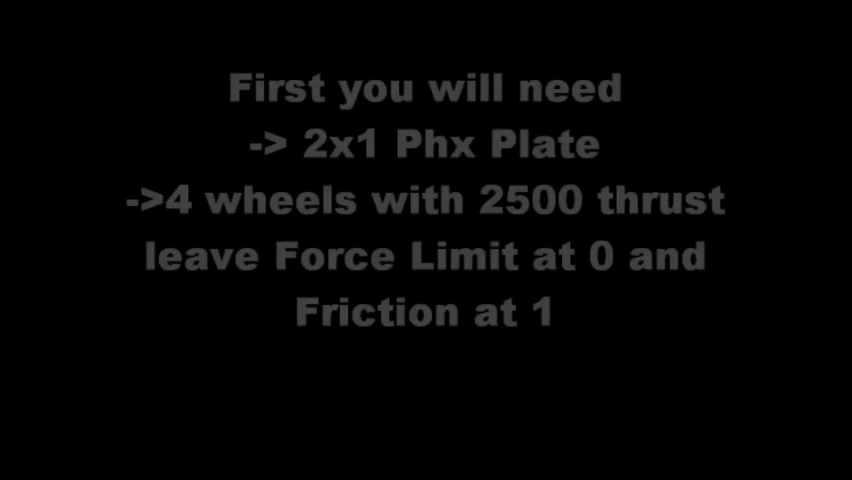 First you will need
-> 2x1 Phx Plate
->4 wheels with 2500 thrust
leave Force Limit at 0 and
Friction at 1